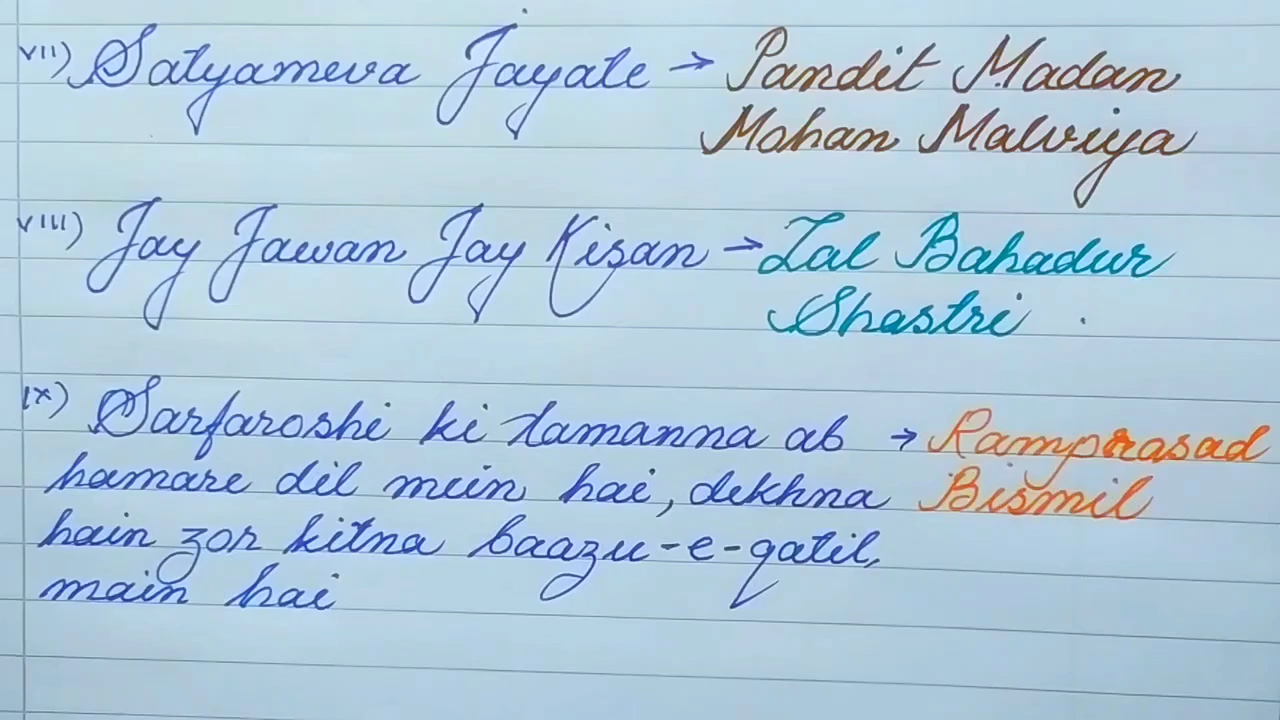 vii) Satyameva Jayate → Pandit Madan
Mohan Malviya
viii) Jay Jawan Jay Kisan → Lal Bahadur
Shastri
ix) Sarfaroshi ki tamanna ab → Ramprasad
hamare dil mein hai, dekhna Bismil
hain zor kitna baazu-e-qatil,
main hai